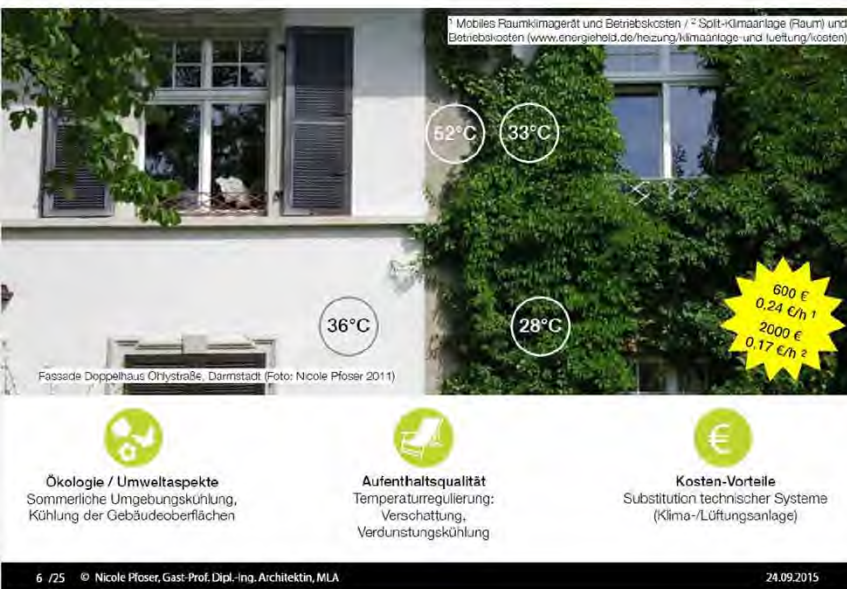 ¹ Mobiles Raumklimagerät und Betriebskosten / ² Split-Klimaanlage (Raum) und
Betriebskosten (www.energieheld.de/heizung/klimaanlage-und-lueftung/kosten)
52°C
33°C
36°C
28°C
600 €
0,24 €/h ¹
2000 €
0,17 €/h ²
Fassade Doppelhaus Ohlystraße, Darmstadt (Foto: Nicole Pfoser 2011)
Ökologie / Umweltaspekte
Sommerliche Umgebungskühlung,
Kühlung der Gebäudeoberflächen
Aufenthaltsqualität
Temperaturregulierung:
Verschattung,
Verdunstungskühlung
€
Kosten-Vorteile
Substitution technischer Systeme
(Klima-/Lüftungsanlage)
6 /25 © Nicole Pfoser, Gast-Prof. Dipl.-Ing. Architektin, MLA
24.09.2015